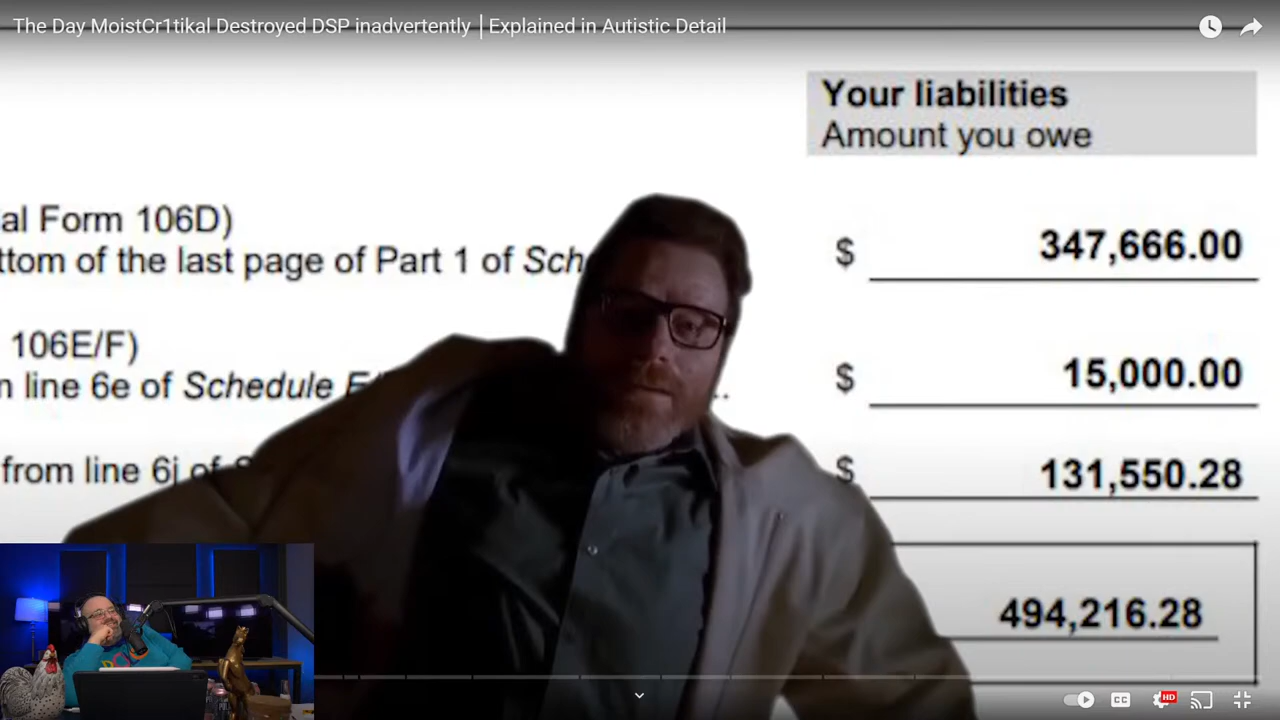 The Day MoistCr1tikal Destroyed DSP inadvertently │Explained in Autistic Detail
Your liabilities
Amount you owe
al Form 106D)
ttom of the last page of Part 1 of Sch
$ 347,666.00
106E/F)
n line 6e of Schedule E/
..
$ 15,000.00
from line 6j of S
$ 131,550.28
494,216.28
CC
HD